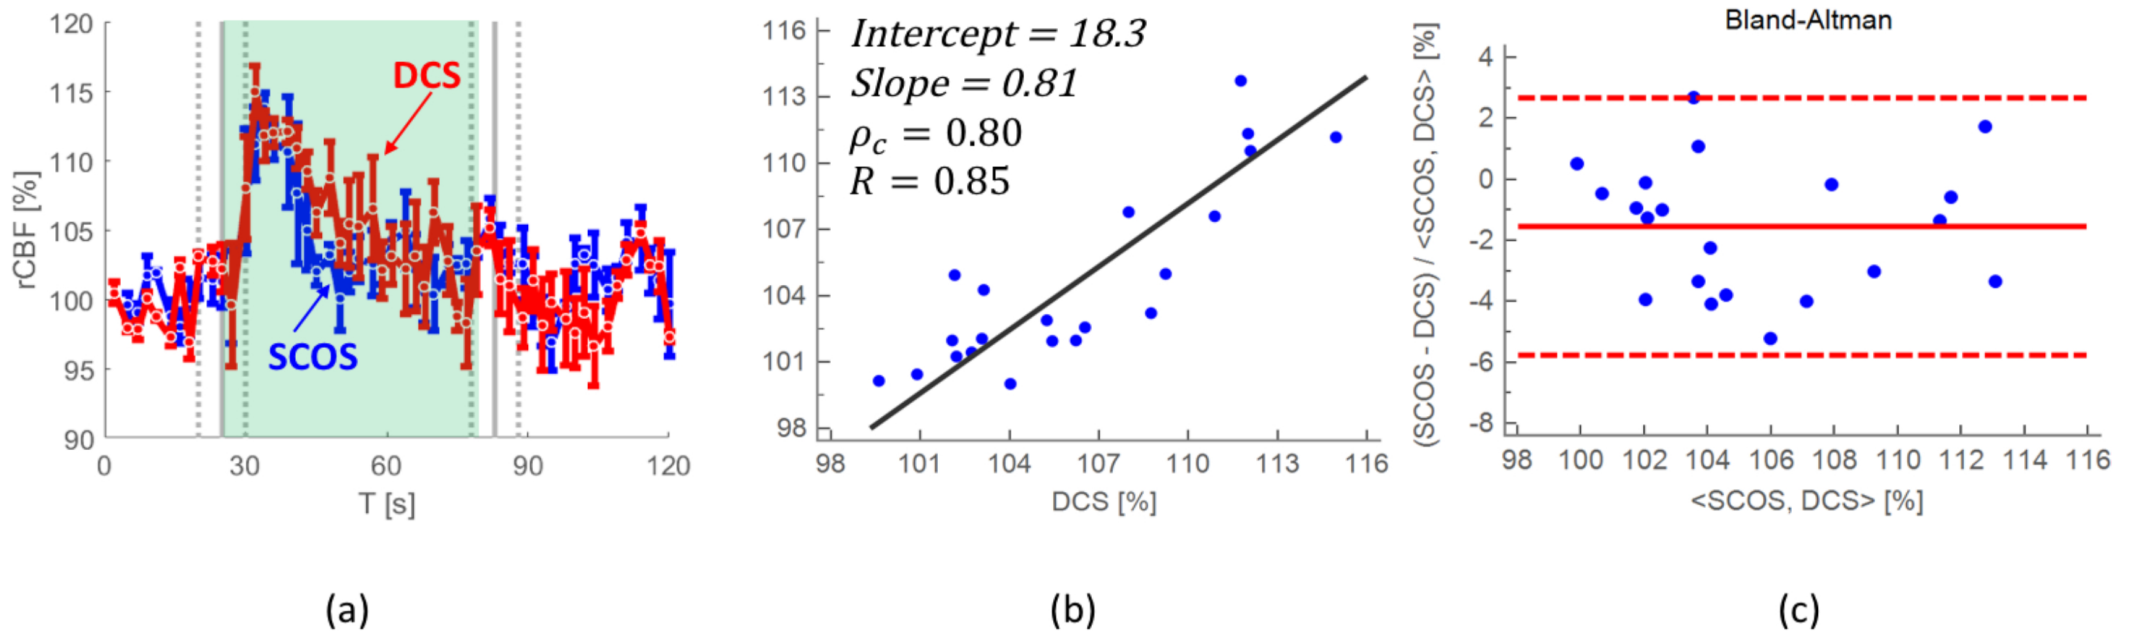 120
115
110
105
100
95
90
rCBF [%]
DCS
SCOS
0 30 60 90 120
T [s]
(a)
Intercept = 18.3
Slope = 0.81
ρc = 0.80
R = 0.85
116
113
110
107
104
101
98
98 101 104 107 110 113 116
DCS [%]
(b)
Bland-Altman
(SCOS - DCS) / <SCOS, DCS> [%]
4
2
0
-2
-4
-6
-8
98 100 102 104 106 108 110 112 114 116
<SCOS, DCS> [%]
(c)